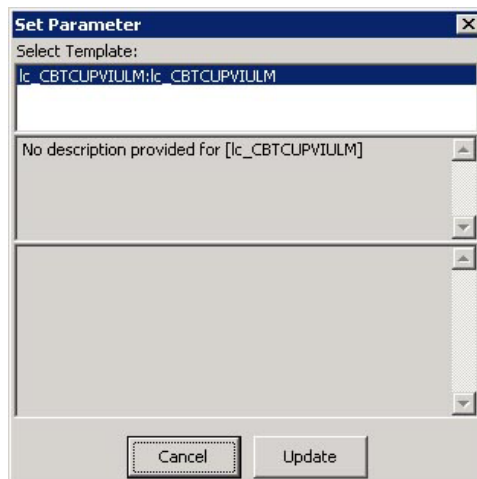 Set Parameter
Select Template:
lc_CBTCUPVIULM:lc_CBTCUPVIULM
No description provided for [lc_CBTCUPVIULM]
Cancel
Update